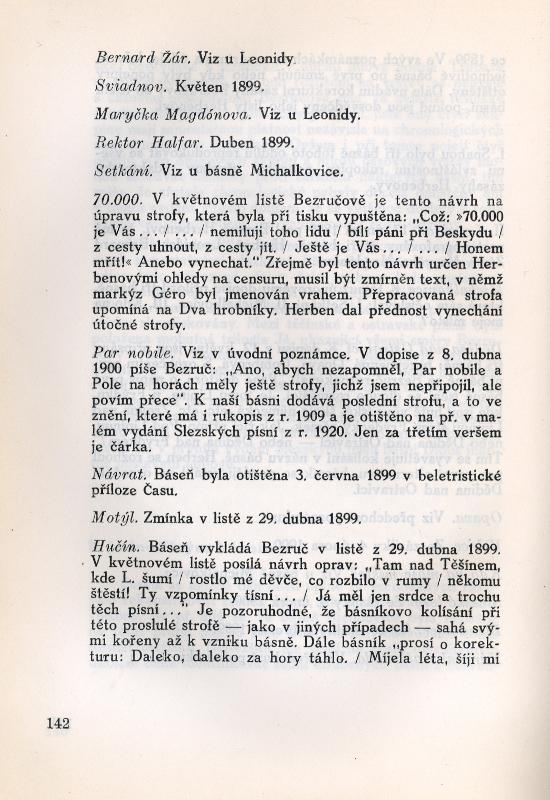 Bernard Žár. Viz u Leonidy.
Sviadnov. Květen 1899.
Maryčka Magdónova. Viz u Leonidy.
Rektor Halfar. Duben 1899.
Setkání. Viz u básně Michalkovice.
70.000. V květnovém listě Bezručově je tento návrh na
úpravu strofy, která byla při tisku vypuštěna: „Což: »70.000
je Vás... / ... / nemiluji toho lidu / bílí páni při Beskydu /
z cesty uhnout, z cesty jít. / Ještě je Vás... / ... / Honem
mřít!« Anebo vynechat.“ Zřejmě byl tento návrh určen Her-
benovými ohledy na censuru, musil být zmírněn text, v němž
markýz Géro byl jmenován vrahem. Přepracovaná strofa
upomíná na Dva hrobníky. Herben dal přednost vynechání
útočné strofy.
Par nobile. Viz v úvodní poznámce. V dopise z 8. dubna
1900 píše Bezruč: „Ano, abych nezapomněl, Par nobile a
Pole na horách měly ještě strofy, jichž jsem nepřipojil, ale
povím přece“. K naší básni dodává poslední strofu, a to ve
znění, které má i rukopis z r. 1909 a je otištěno na př. v ma-
lém vydání Slezských písní z r. 1920. Jen za třetím veršem
je čárka.
Návrat. Báseň byla otištěna 3. června 1899 v beletristické
příloze Času.
Motýl. Zmínka v listě z 29. dubna 1899.
Hučín. Báseň vykládá Bezruč v listě z 29. dubna 1899.
V květnovém listě posílá návrh oprav: „Tam nad Těšínem,
kde L. šumí / rostlo mé děvče, co rozbilo v rumy / někomu
štěstí! Ty vzpomínky tísní... / Já měl jen srdce a trochu
těch písní...“ Je pozoruhodné, že básníkovo kolísání při
této proslulé strofě — jako v jiných případech — sahá svý-
mi kořeny až k vzniku básně. Dále básník „prosí o korek-
turu: Daleko, daleko za hory táhlo. / Míjela léta, šíji mi
142